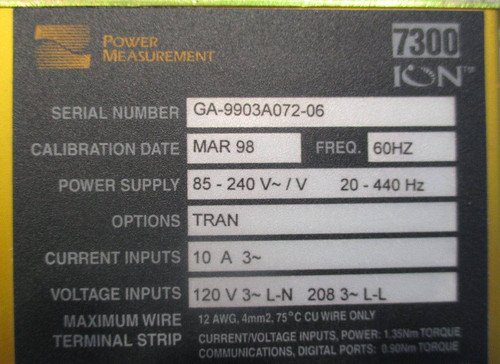 POWER MEASUREMENT
7300 ION™
SERIAL NUMBER GA-9903A072-06
CALIBRATION DATE MAR 98 FREQ. 60HZ
POWER SUPPLY 85 - 240 V~ / V 20 - 440 Hz
OPTIONS TRAN
CURRENT INPUTS 10 A 3~
VOLTAGE INPUTS 120 V 3~ L-N 208 3~ L-L
MAXIMUM WIRE 12 AWG, 4mm2, 75°C CU WIRE ONLY
TERMINAL STRIP CURRENT/VOLTAGE INPUTS, POWER: 1.35Nm TORQUE
COMMUNICATIONS, DIGITAL PORTS: 0.90Nm TORQUE